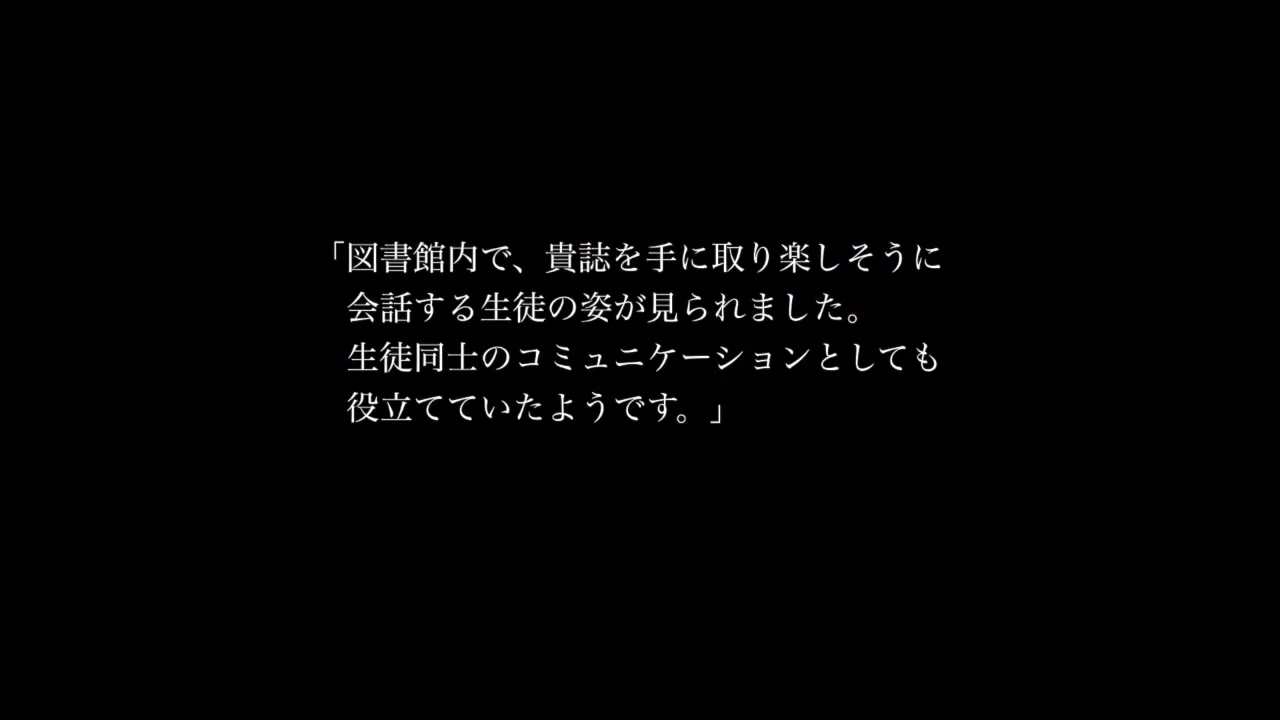 「図書館内で、貴誌を手に取り楽しそうに
会話する生徒の姿が見られました。
生徒同士のコミュニケーションとしても
役立てていたようです。」